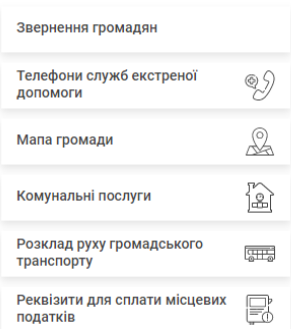 Звернення громадян
Телефони служб екстреної
допомоги
Мапа громади
Комунальні послуги
Розклад руху громадського
транспорту
Реквізити для сплати місцевих
податків